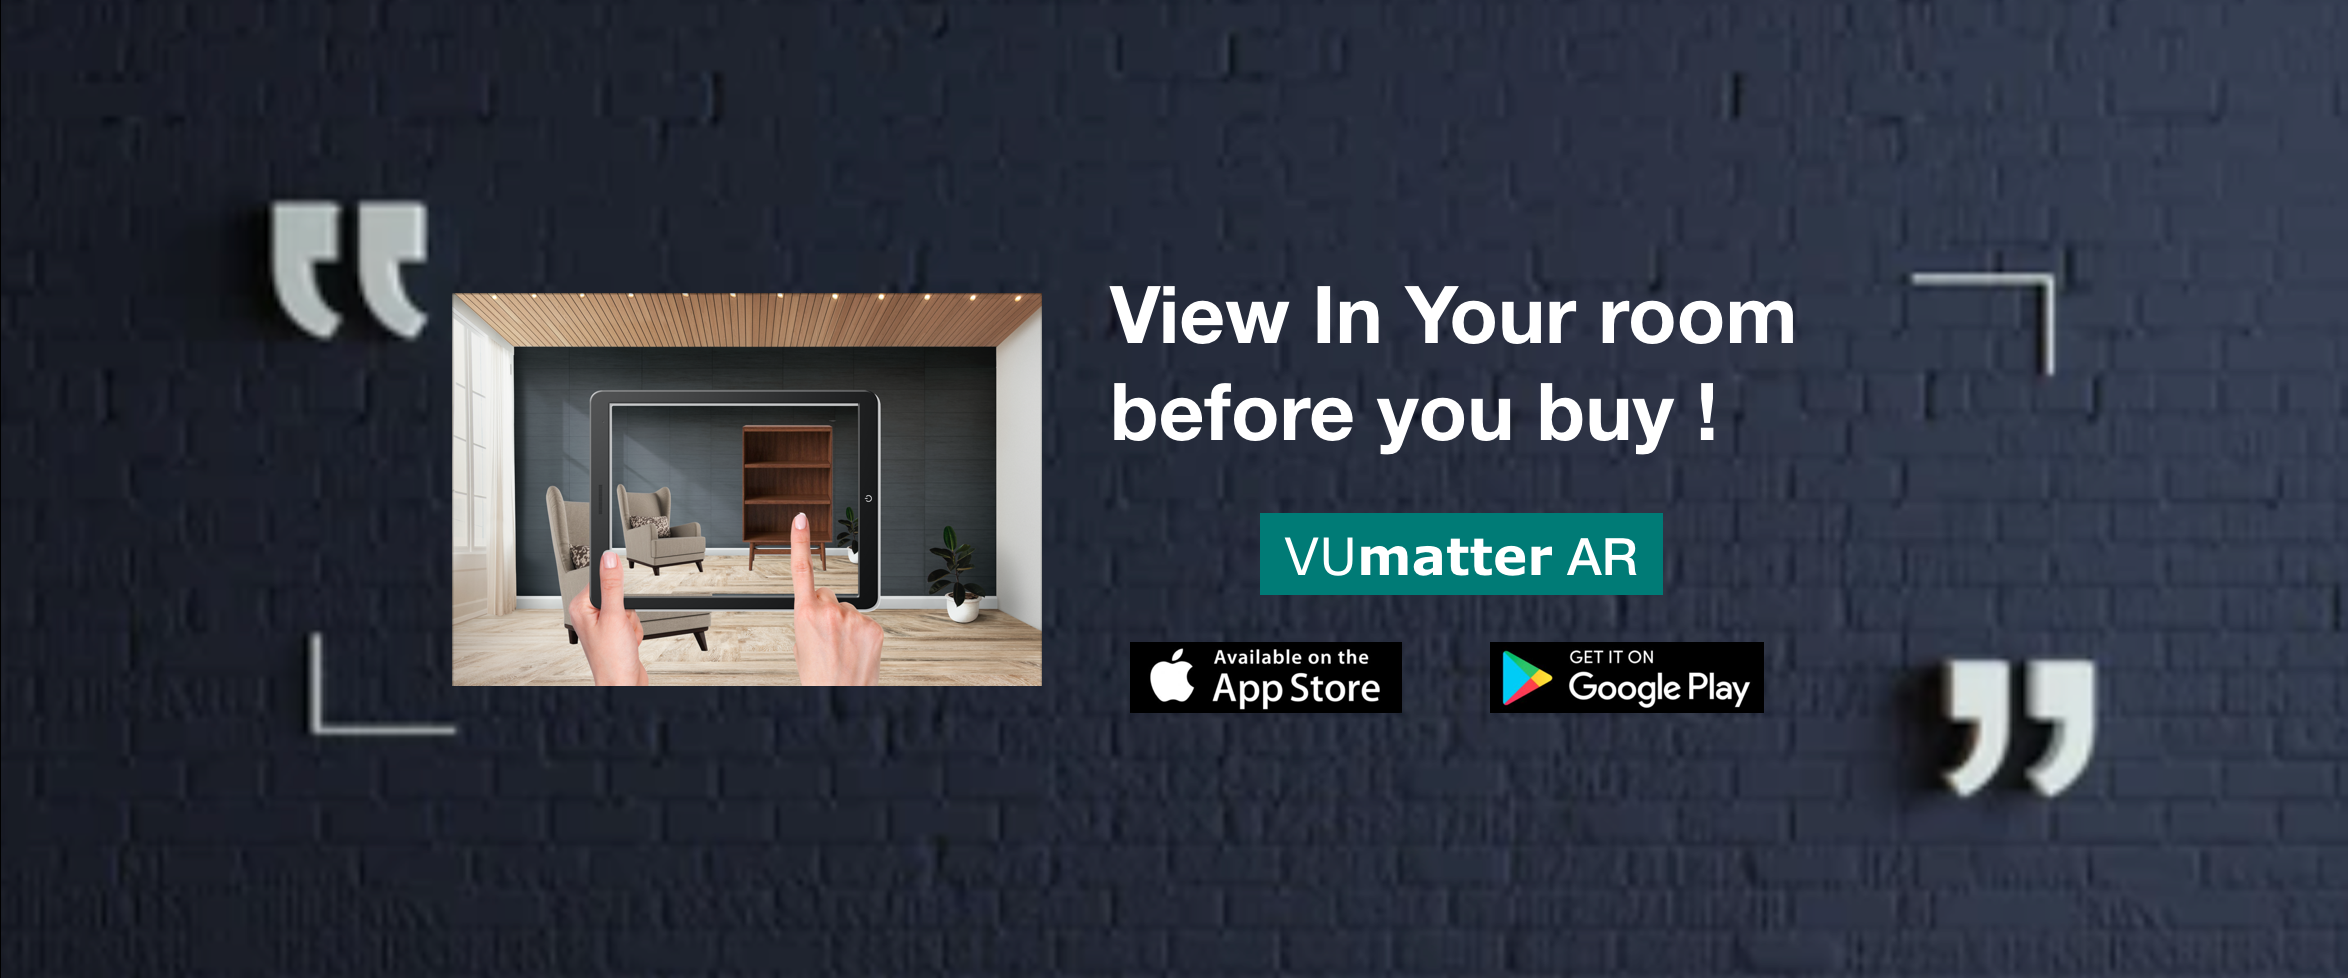 View In Your room
before you buy !
VUmatter AR
Available on the
App Store
GET IT ON
Google Play